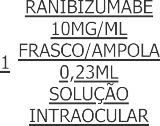 RANIBIZUMABE
10MG/ML
FRASCO/AMPOLA
1
0,23ML
SOLUÇÃO
INTRAOCULAR